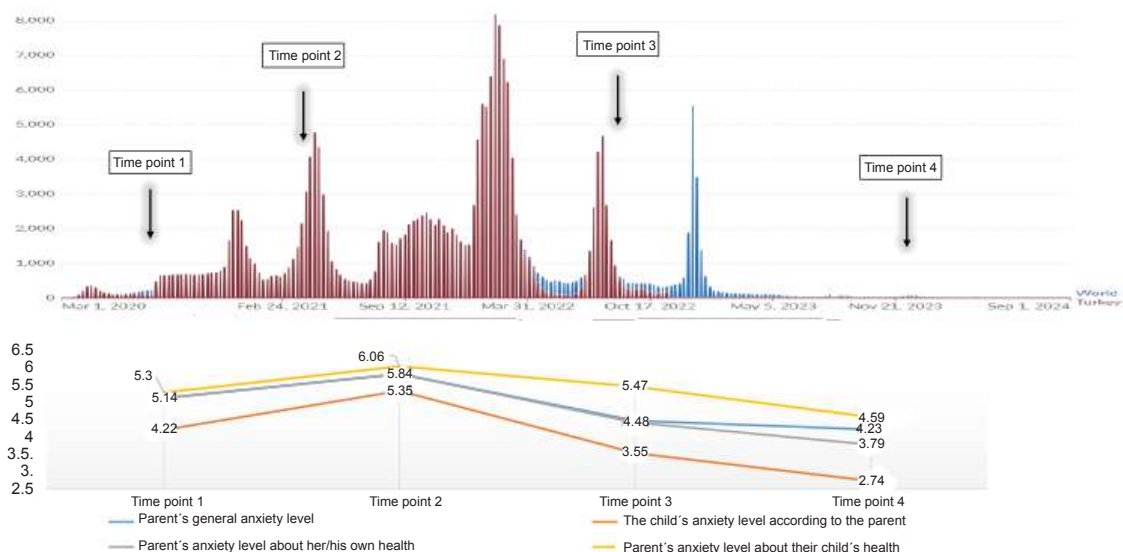 8,000
Time point 3
Time point 2
7,000
6,000
5,000
Time point 1
Time point 4
4,000
3,000
2,000
1,000
0
World
Turkey
Mar 1, 2020
Feb 24, 2021
Sep 12, 2021
Mar 31, 2022
Oct 17, 2022
May 5, 2023
Nov 21, 2023
Sep 1, 2024
6.5
6
5.5
5
4.5
4
3.5.
3.
2.5
5.3
5.14
4.22
6.06
5.84
5.35
5.47
4.48
3.55
4.59
4.23
3.79
2.74
Time point 1
Time point 2
Time point 3
Time point 4
Parent´s general anxiety level
The child´s anxiety level according to the parent
Parent´s anxiety level about her/his own health
Parent´s anxiety level about their child´s health